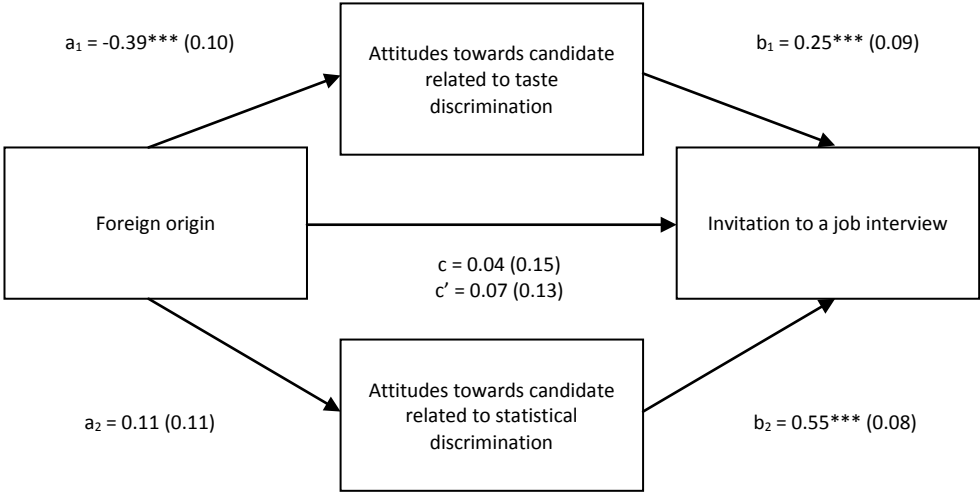 a₁ = -0.39*** (0.10)
Attitudes towards candidate
related to taste
discrimination
b₁ = 0.25*** (0.09)
Foreign origin
Invitation to a job interview
c = 0.04 (0.15)
c’ = 0.07 (0.13)
a₂ = 0.11 (0.11)
Attitudes towards candidate
related to statistical
discrimination
b₂ = 0.55*** (0.08)